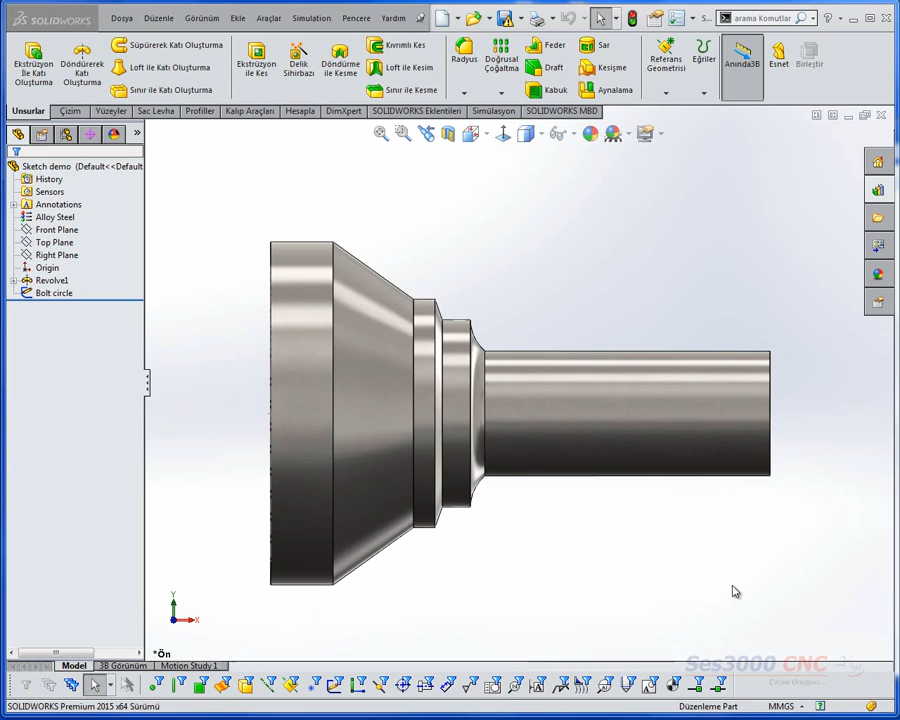 SOLIDWORKS Dosya Düzenle Görünüm Ekle Araçlar Simulation Pencere Yardım S... arama Komutlar
Ekstrüzyon İle Katı Oluşturma
Döndürerek Katı Oluşturma
Süpürerek Katı Oluşturma
Loft ile Katı Oluşturma
Sınır ile Katı Oluşturma
Ekstrüzyon ile Kes
Delik Sihirbazı
Döndürme ile Kesme
Kıvrımlı Kes
Loft ile Kesim
Sınır ile Kesme
Radyus
Doğrusal Çoğaltma
Feder
Draft
Kabuk
Sar
Kesişme
Aynalama
Referans Geometrisi
Eğriler
Anında3B
Esnet
Birleştir
Unsurlar Çizim Yüzeyler Sac Levha Profiller Kalıp Araçları Hesapla DimXpert SOLIDWORKS Eklentileri Simülasyon SOLIDWORKS MBD
Sketch demo (Default<<Default
History
Sensors
Annotations
Alloy Steel
Front Plane
Top Plane
Right Plane
Origin
Revolve1
Bolt circle
Y
X
*Ön
Ses3000 CNC
Model 3B Görünüm Motion Study 1
SOLIDWORKS Premium 2015 x64 Sürümü Düzenleme Part MMGS